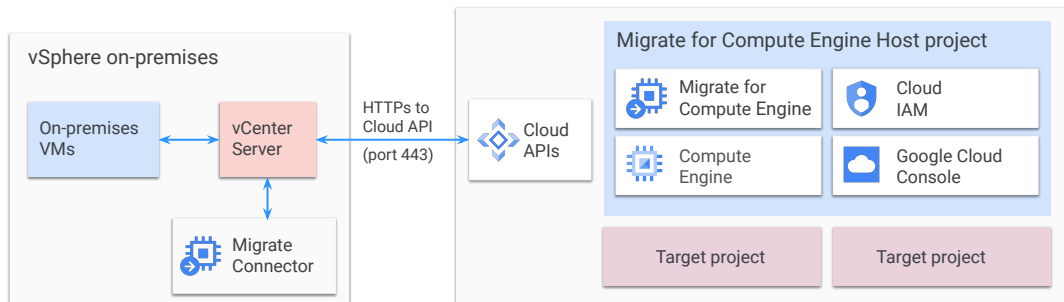 vSphere on-premises
On-premises
VMs
vCenter
Server
Migrate
Connector
HTTPs to
Cloud API
(port 443)
Cloud
APIs
Migrate for Compute Engine Host project
Migrate for
Compute Engine
Cloud
IAM
Compute
Engine
Google Cloud
Console
Target project
Target project